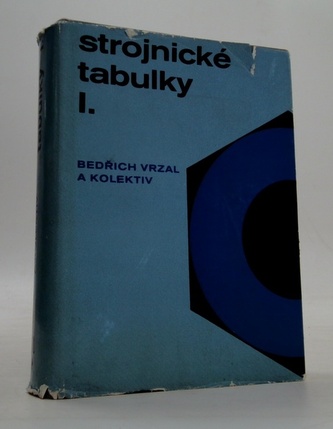 strojnické
tabulky
I.
BEDŘICH VRZAL
A KOLEKTIV